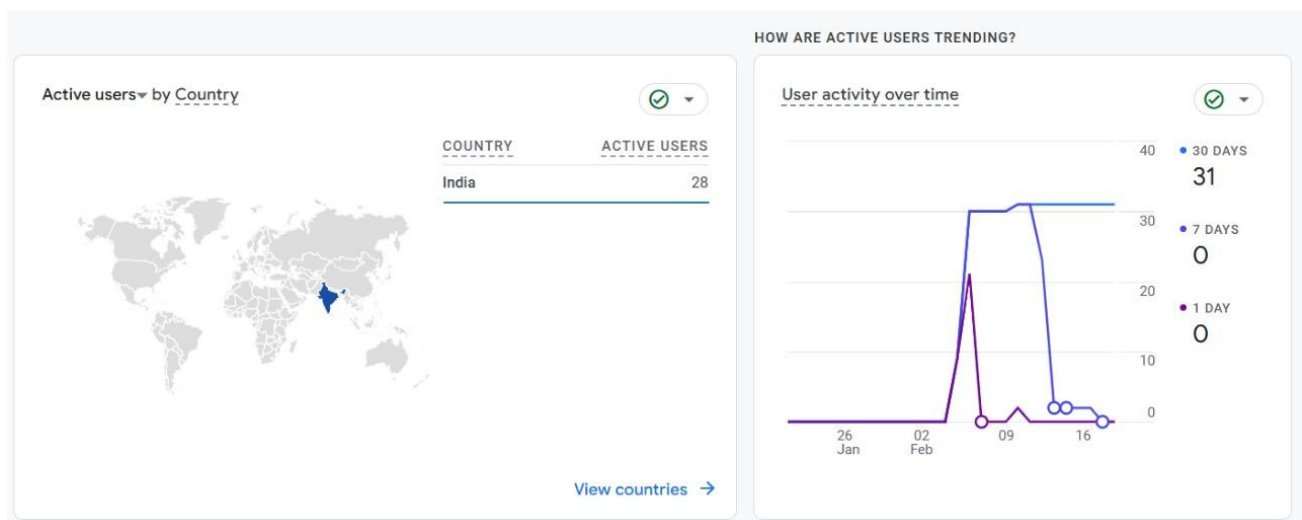 HOW ARE ACTIVE USERS TRENDING?
Active users by Country
COUNTRY ACTIVE USERS
India 28
View countries
User activity over time
40
30
20
10
0
26 02 09 16
Jan Feb
30 DAYS
31
7 DAYS
0
1 DAY
0